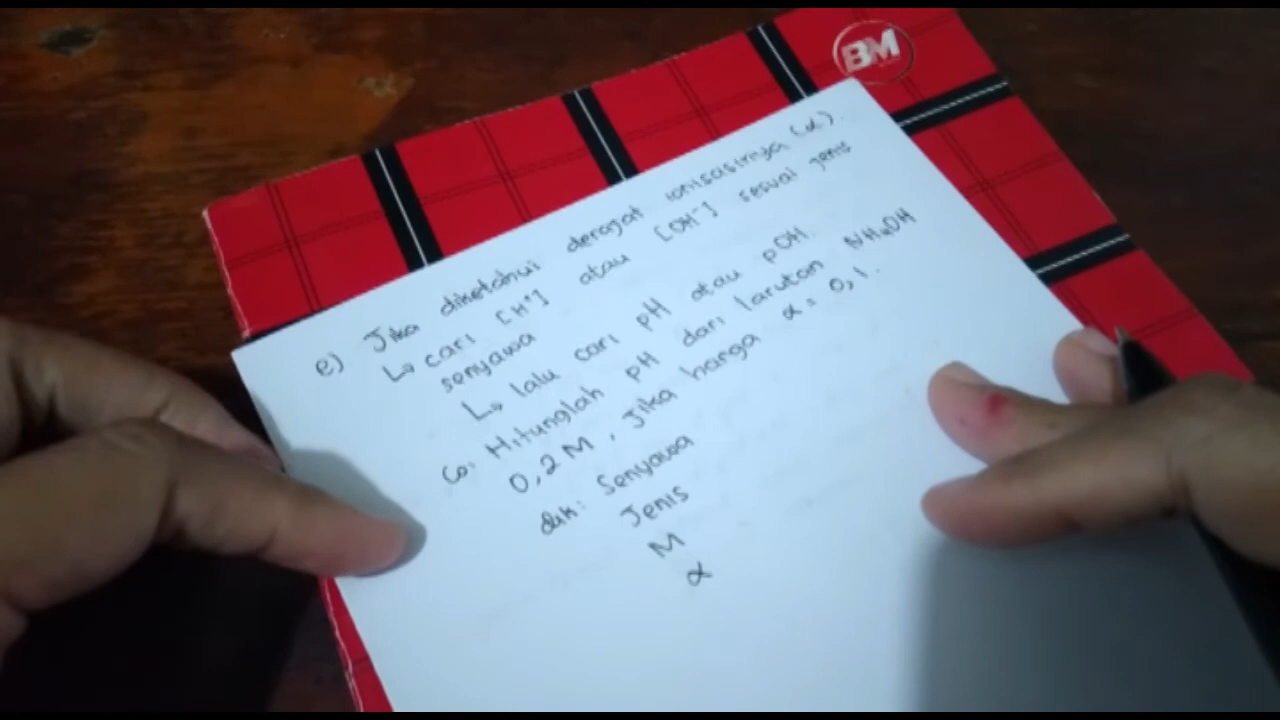 BM
e) Jika diketahui derajat ionisasinya (α).
↳ cari [H⁺] atau [OH⁻] sesuai jenis
senyawa
↳ lalu cari pH atau pOH.
Co: Hitunglah pH dari larutan NH₄OH
0,2 M, jika harga α = 0,1.
dik: Senyawa
Jenis
M
α